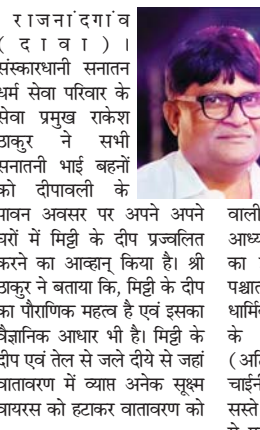 राजनांदगांव
(दावा)।
संस्कारधानी सनातन
धर्म सेवा परिवार के
सेवा प्रमुख राकेश
ठाकुर ने सभी
सनातनी भाई बहनों
को दीपावली के
पावन अवसर पर अपने अपने
घरों में मिट्टी के दीप प्रज्वलित
करने का आव्हान् किया है। श्री
ठाकुर ने बताया कि, मिट्टी के दीप
का पौराणिक महत्व है एवं इसका
वैज्ञानिक आधार भी है। मिट्टी के
दीप एवं तेल से जले दीये से जहां
वातावरण में व्याप्त अनेक सूक्ष्म
वायरस को हटाकर वातावरण को
वाली
आध्य
का
पश्चात
धार्मि
के
चाईन
सस्ते